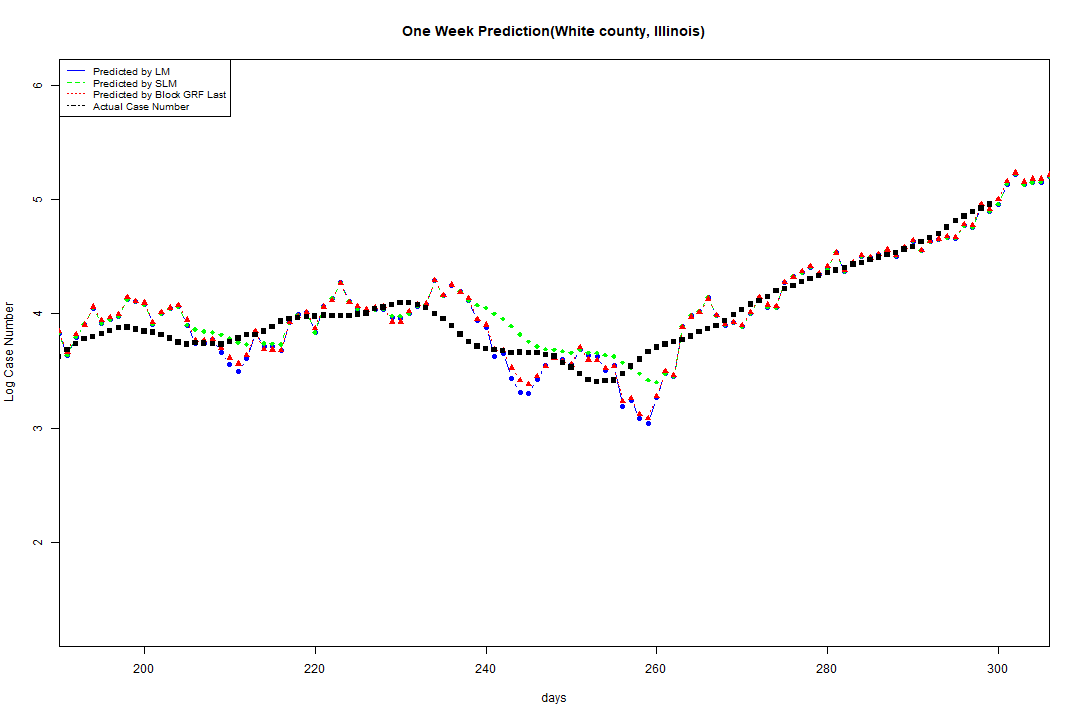 One Week Prediction(White county, Illinois)
Predicted by LM
Predicted by SLM
Predicted by Block GRF Last
Actual Case Number
6
5
4
3
2
Log Case Number
200
220
240
260
280
300
days